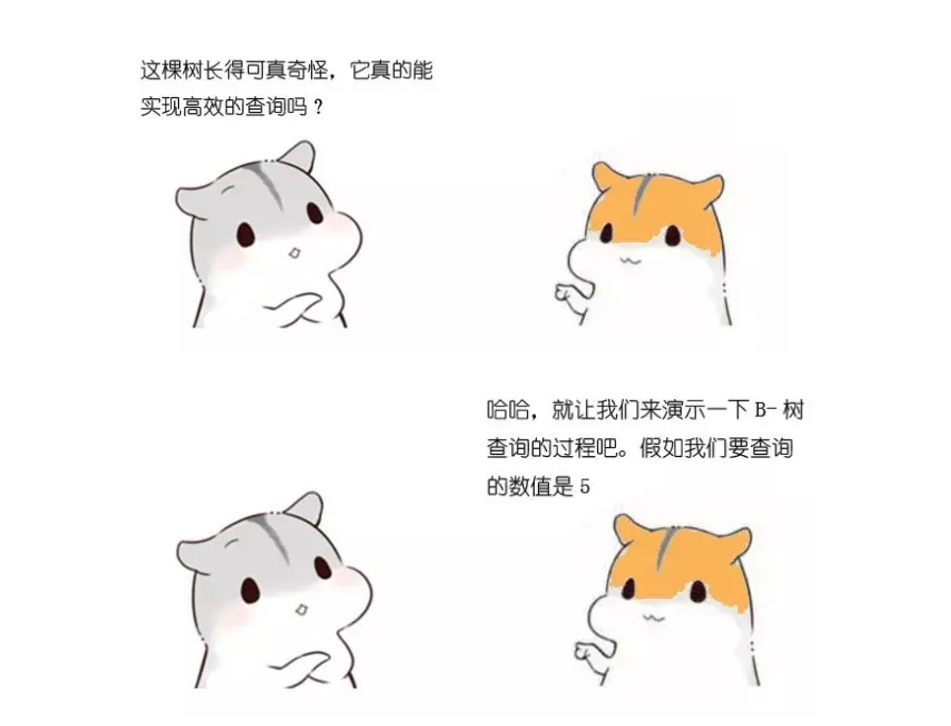 这棵树长得可真奇怪，它真的能
实现高效的查询吗？
哈哈，就让我们来演示一下 B- 树
查询的过程吧。假如我们要查询
的数值是 5